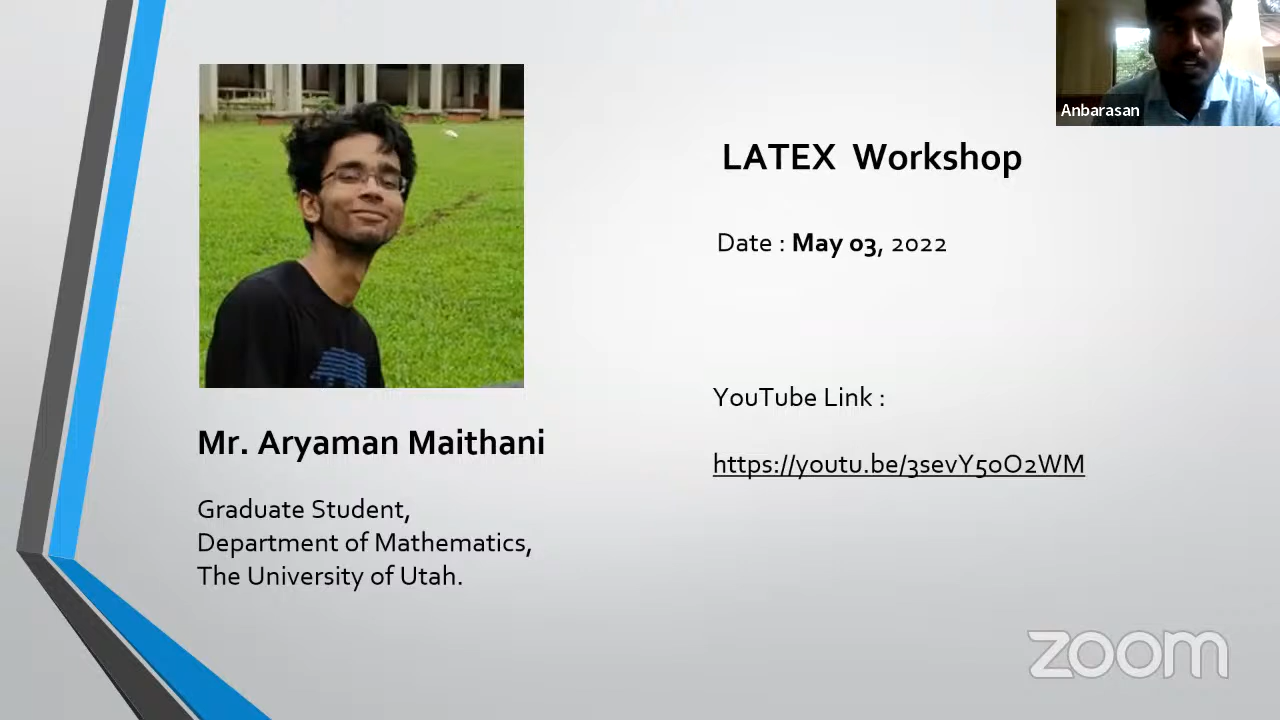 Anbarasan
LATEX Workshop
Date : May 03, 2022
YouTube Link :
https://youtu.be/3sevY5oO2WM
Mr. Aryaman Maithani
Graduate Student,
Department of Mathematics,
The University of Utah.
zoom